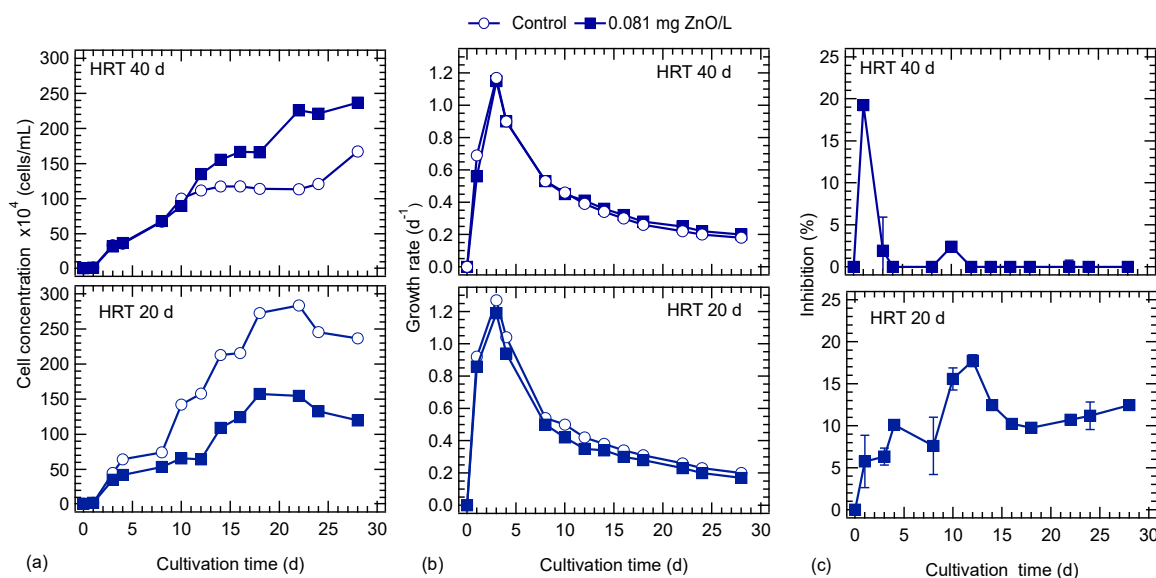 Control 0.081 mg ZnO/L
HRT 40 d
300
250
200
150
100
50
0
HRT 20 d
300
250
200
150
100
50
0
0 5 10 15 20 25 30
Cell concentration x10⁴ (cells/mL)
(a) Cultivation time (d)
HRT 40 d
1.2
1.0
0.8
0.6
0.4
0.2
0.0
HRT 20 d
1.4
1.2
1.0
0.8
0.6
0.4
0.2
0.0
0 5 10 15 20 25 30
Growth rate (d⁻¹)
(b) Cultivation time (d)
HRT 40 d
25
20
15
10
5
0
HRT 20 d
25
20
15
10
5
0
0 5 10 15 20 25 30
Inhibition (%)
(c) Cultivation time (d)